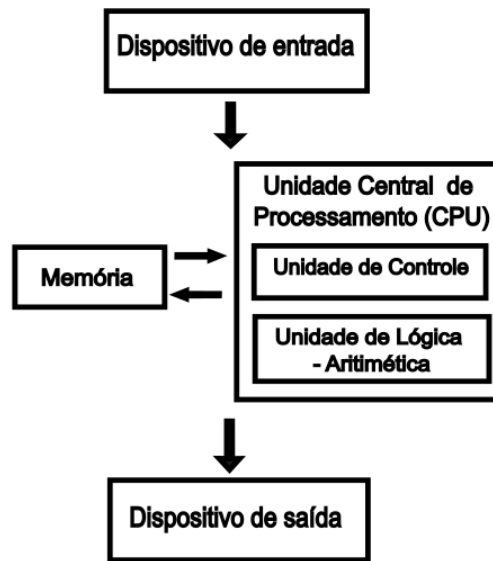 Dispositivo de entrada
Unidade Central de
Processamento (CPU)
Unidade de Controle
Memória
Unidade de Lógica
- Aritimética
Dispositivo de saída